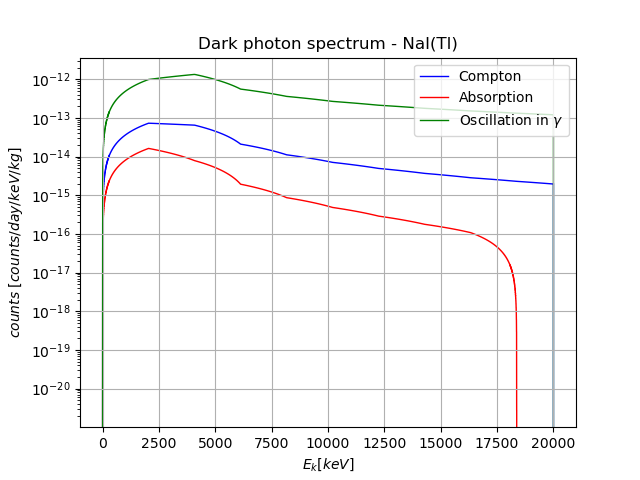 Dark photon spectrum - NaI(Tl)
Compton
Absorption
Oscillation in γ
counts [counts/day/keV/kg]
10⁻¹²
10⁻¹³
10⁻¹⁴
10⁻¹⁵
10⁻¹⁶
10⁻¹⁷
10⁻¹⁸
10⁻¹⁹
10⁻²⁰
0 2500 5000 7500 10000 12500 15000 17500 20000
E_k[keV]